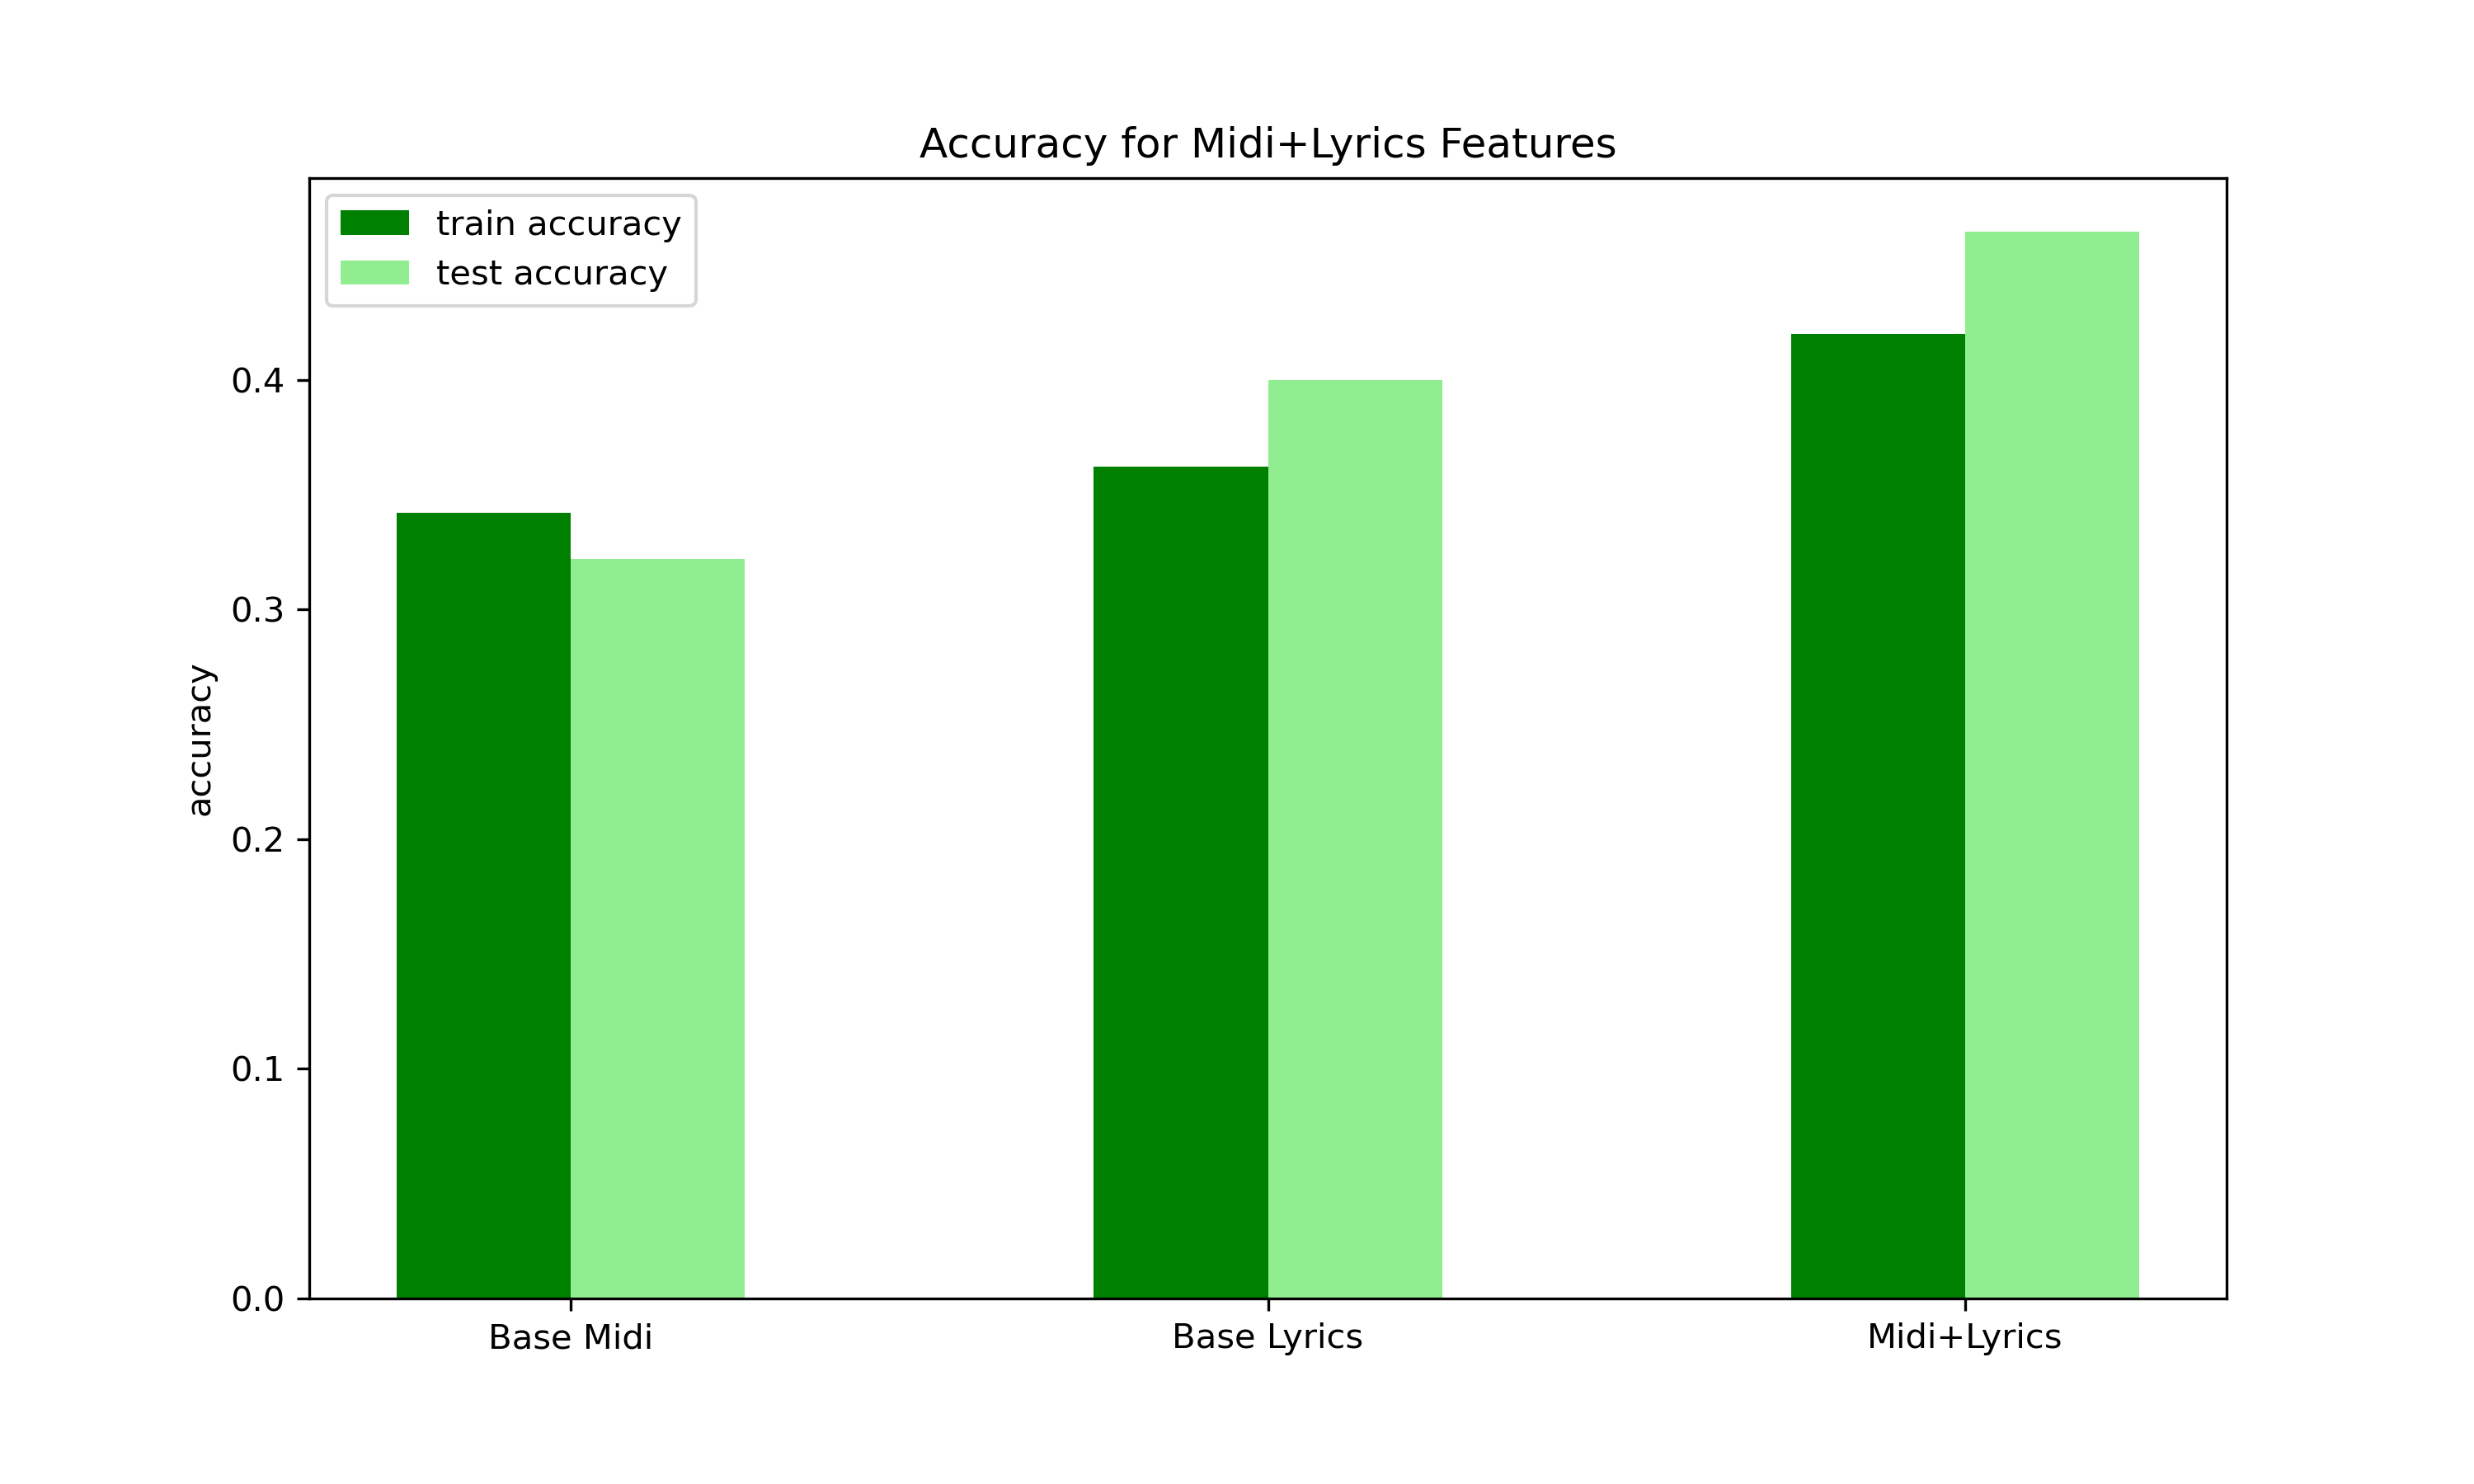 Accuracy for Midi+Lyrics Features
train accuracy
test accuracy
accuracy
0.4
0.3
0.2
0.1
0.0
Base Midi
Base Lyrics
Midi+Lyrics